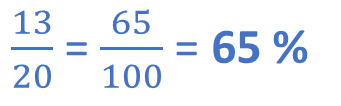 13/20 = 65/100 = 65 %